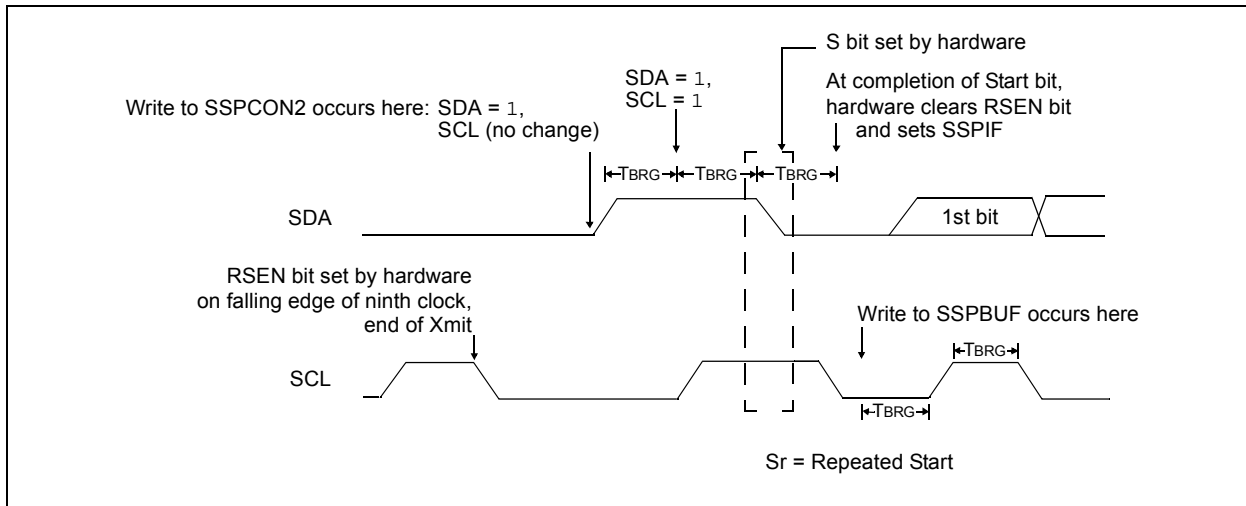 S bit set by hardware
SDA = 1,
SCL = 1
At completion of Start bit,
hardware clears RSEN bit
and sets SSPIF
Write to SSPCON2 occurs here: SDA = 1,
SCL (no change)
TBRG
TBRG
TBRG
SDA
1st bit
RSEN bit set by hardware
on falling edge of ninth clock,
end of Xmit
Write to SSPBUF occurs here
TBRG
SCL
TBRG
Sr = Repeated Start